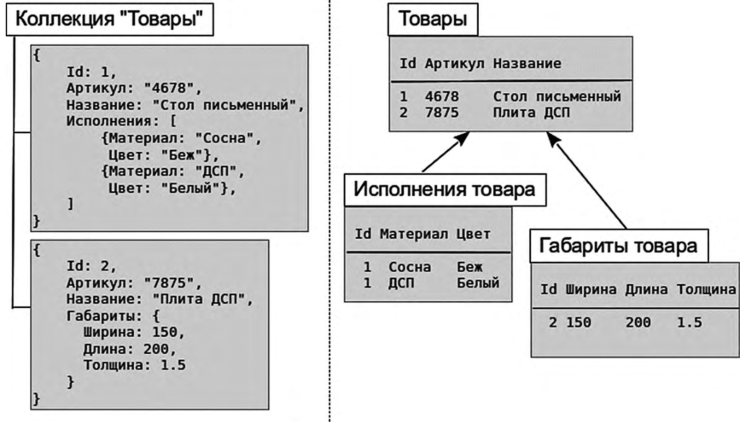 Коллекция "Товары"
{
Id: 1,
Артикул: "4678",
Название: "Стол письменный",
Исполнения: [
{Материал: "Сосна",
Цвет: "Беж"},
{Материал: "ДСП",
Цвет: "Белый"},
]
}
{
Id: 2,
Артикул: "7875",
Название: "Плита ДСП",
Габариты: {
Ширина: 150,
Длина: 200,
Толщина: 1.5
}
}
Товары
Id Артикул Название
1 4678 Стол письменный
2 7875 Плита ДСП
Исполнения товара
Id Материал Цвет
1 Сосна Беж
1 ДСП Белый
Габариты товара
Id Ширина Длина Толщина
2 150 200 1.5